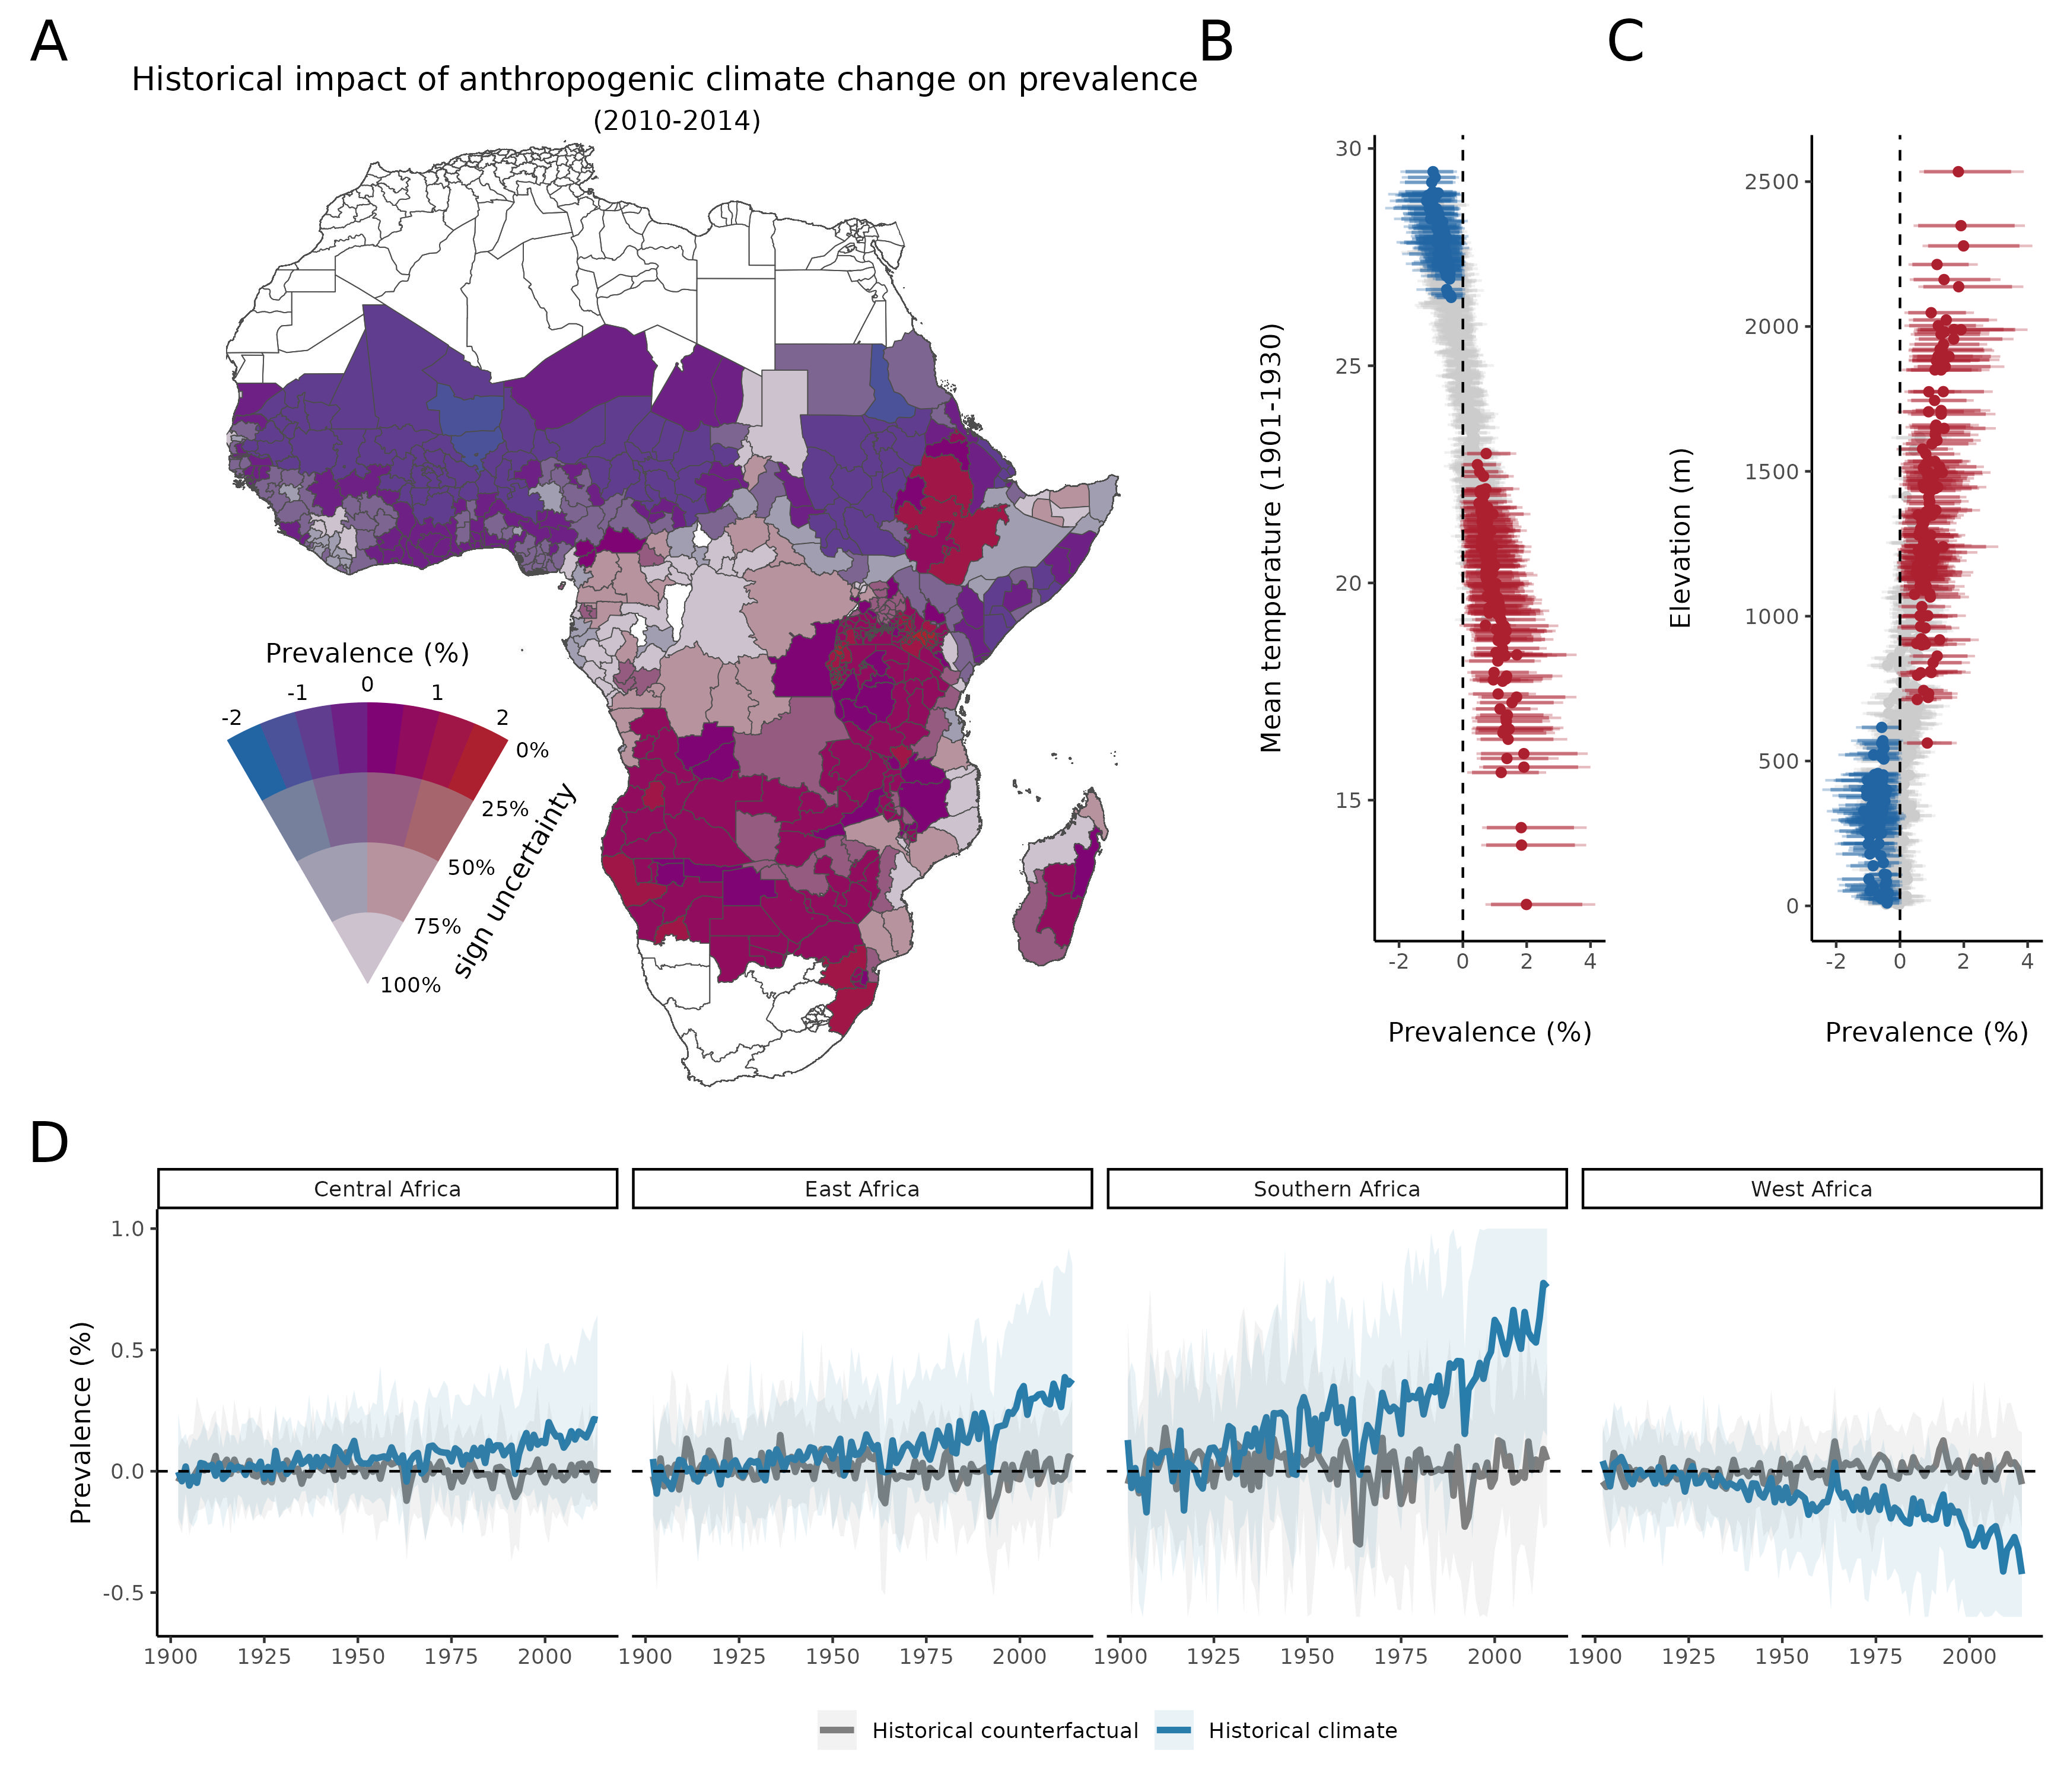 A
Historical impact of anthropogenic climate change on prevalence
(2010-2014)
Prevalence (%)
-2
-1
0
1
2
0%
25%
50%
75%
100%
sign uncertainty
B
Mean temperature (1901-1930)
30
25
20
15
-2 0 2 4
Prevalence (%)
C
Elevation (m)
2500
2000
1500
1000
500
0
-2 0 2 4
Prevalence (%)
D
Central Africa
East Africa
Southern Africa
West Africa
Prevalence (%)
1.0
0.5
0.0
-0.5
1900 1925 1950 1975 2000
1900 1925 1950 1975 2000
1900 1925 1950 1975 2000
1900 1925 1950 1975 2000
Historical counterfactual
Historical climate